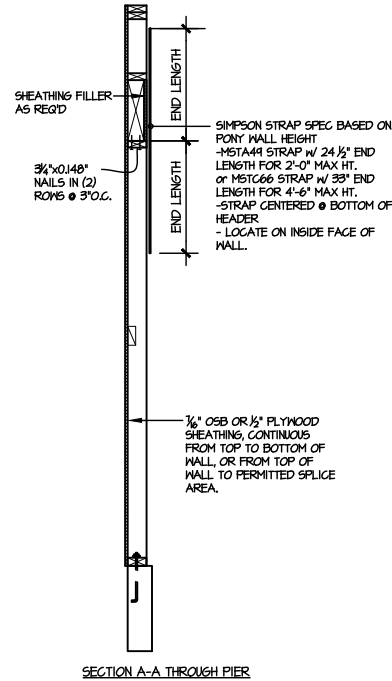 SHEATHING FILLER
AS REQ'D
3¼"x0.148"
NAILS IN (2)
ROWS @ 3"O.C.
END LENGTH
END LENGTH
SIMPSON STRAP SPEC BASED ON
PONY WALL HEIGHT
-MSTA49 STRAP W/ 24 ½" END
LENGTH FOR 2'-0" MAX HT.
or MSTC66 STRAP W/ 33" END
LENGTH FOR 4'-6" MAX HT.
-STRAP CENTERED @ BOTTOM OF
HEADER
- LOCATE ON INSIDE FACE OF
WALL.
7/16" OSB OR ½" PLYWOOD
SHEATHING, CONTINUOUS
FROM TOP TO BOTTOM OF
WALL, OR FROM TOP OF
WALL TO PERMITTED SPLICE
AREA.
SECTION A-A THROUGH PIER